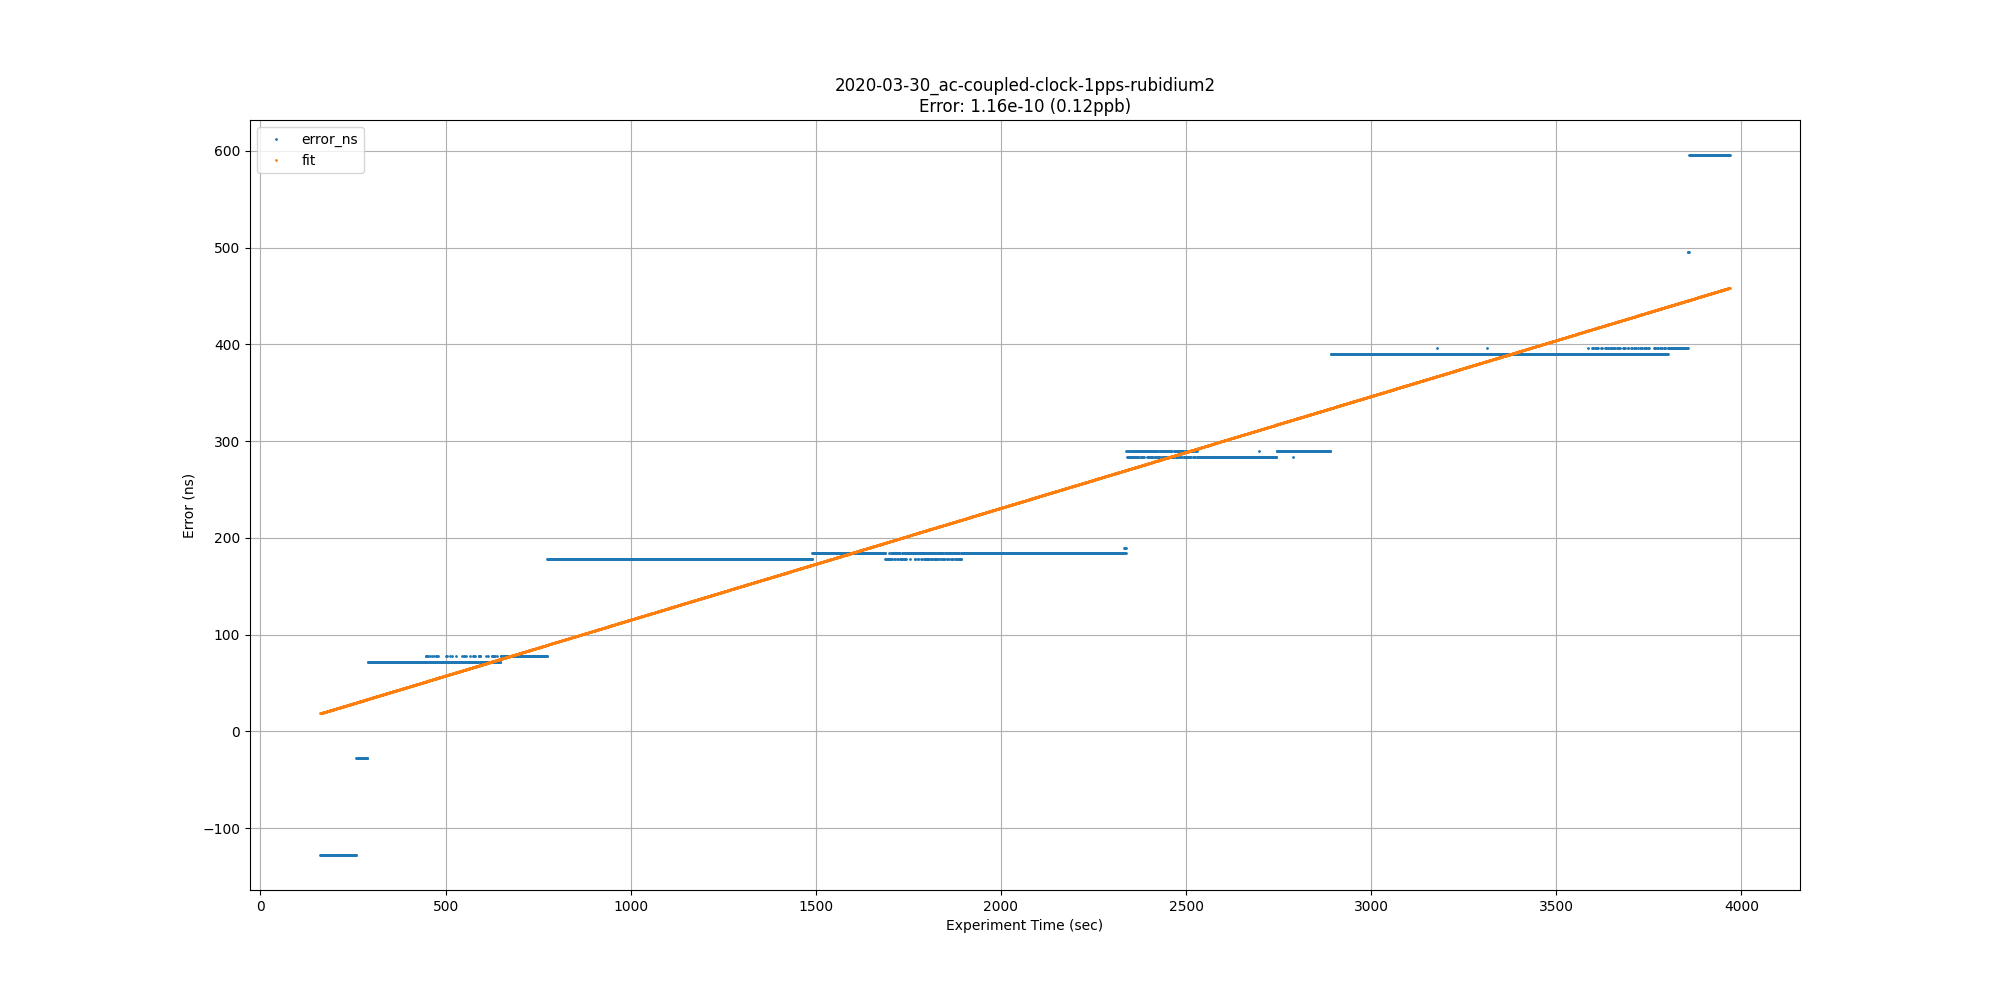 2020-03-30_ac-coupled-clock-1pps-rubidium2
Error: 1.16e-10 (0.12ppb)
error_ns
fit
600
500
400
300
200
100
0
−100
Error (ns)
0 500 1000 1500 2000 2500 3000 3500 4000
Experiment Time (sec)